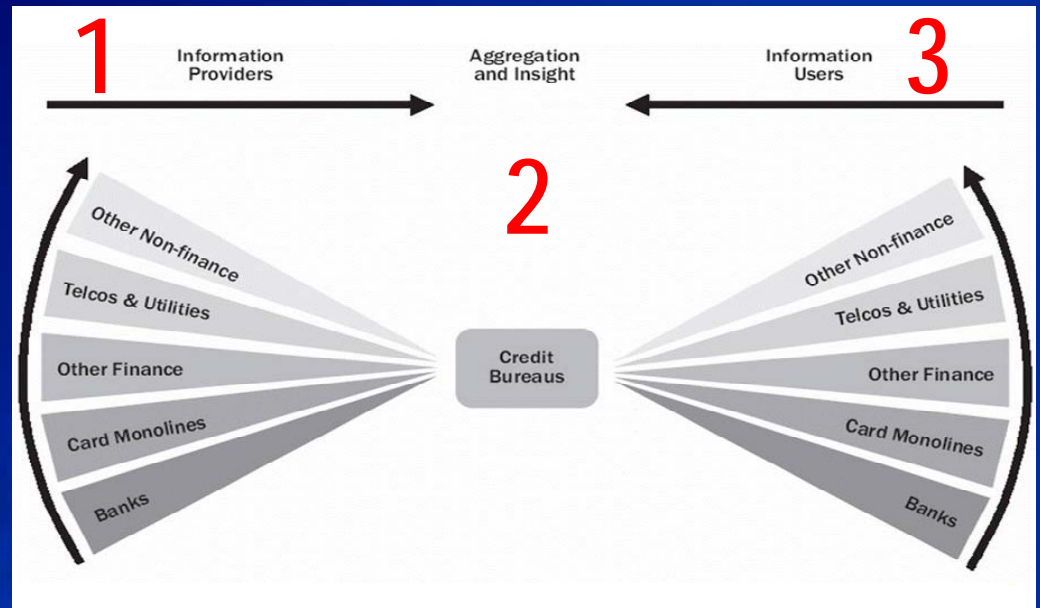 1
Information
Providers
Aggregation
and Insight
Information
Users
3
2
Other Non-finance
Telcos & Utilities
Other Finance
Card Monolines
Banks
Credit
Bureaus
Other Non-finance
Telcos & Utilities
Other Finance
Card Monolines
Banks